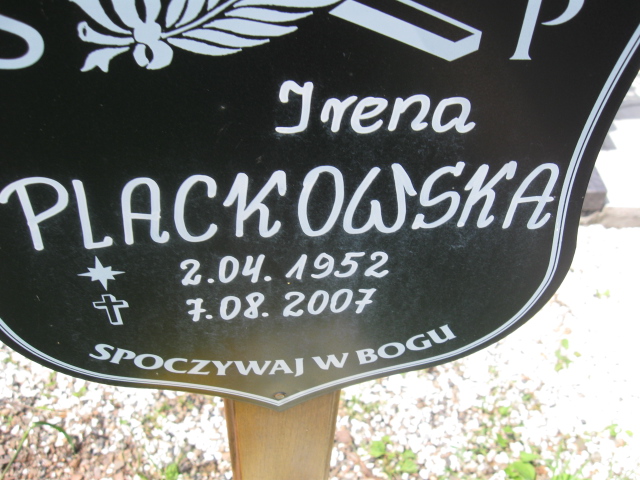 S P
Irena
PLACKOWSKA
2.04.1952
7.08.2007
SPOCZYWAJ W BOGU